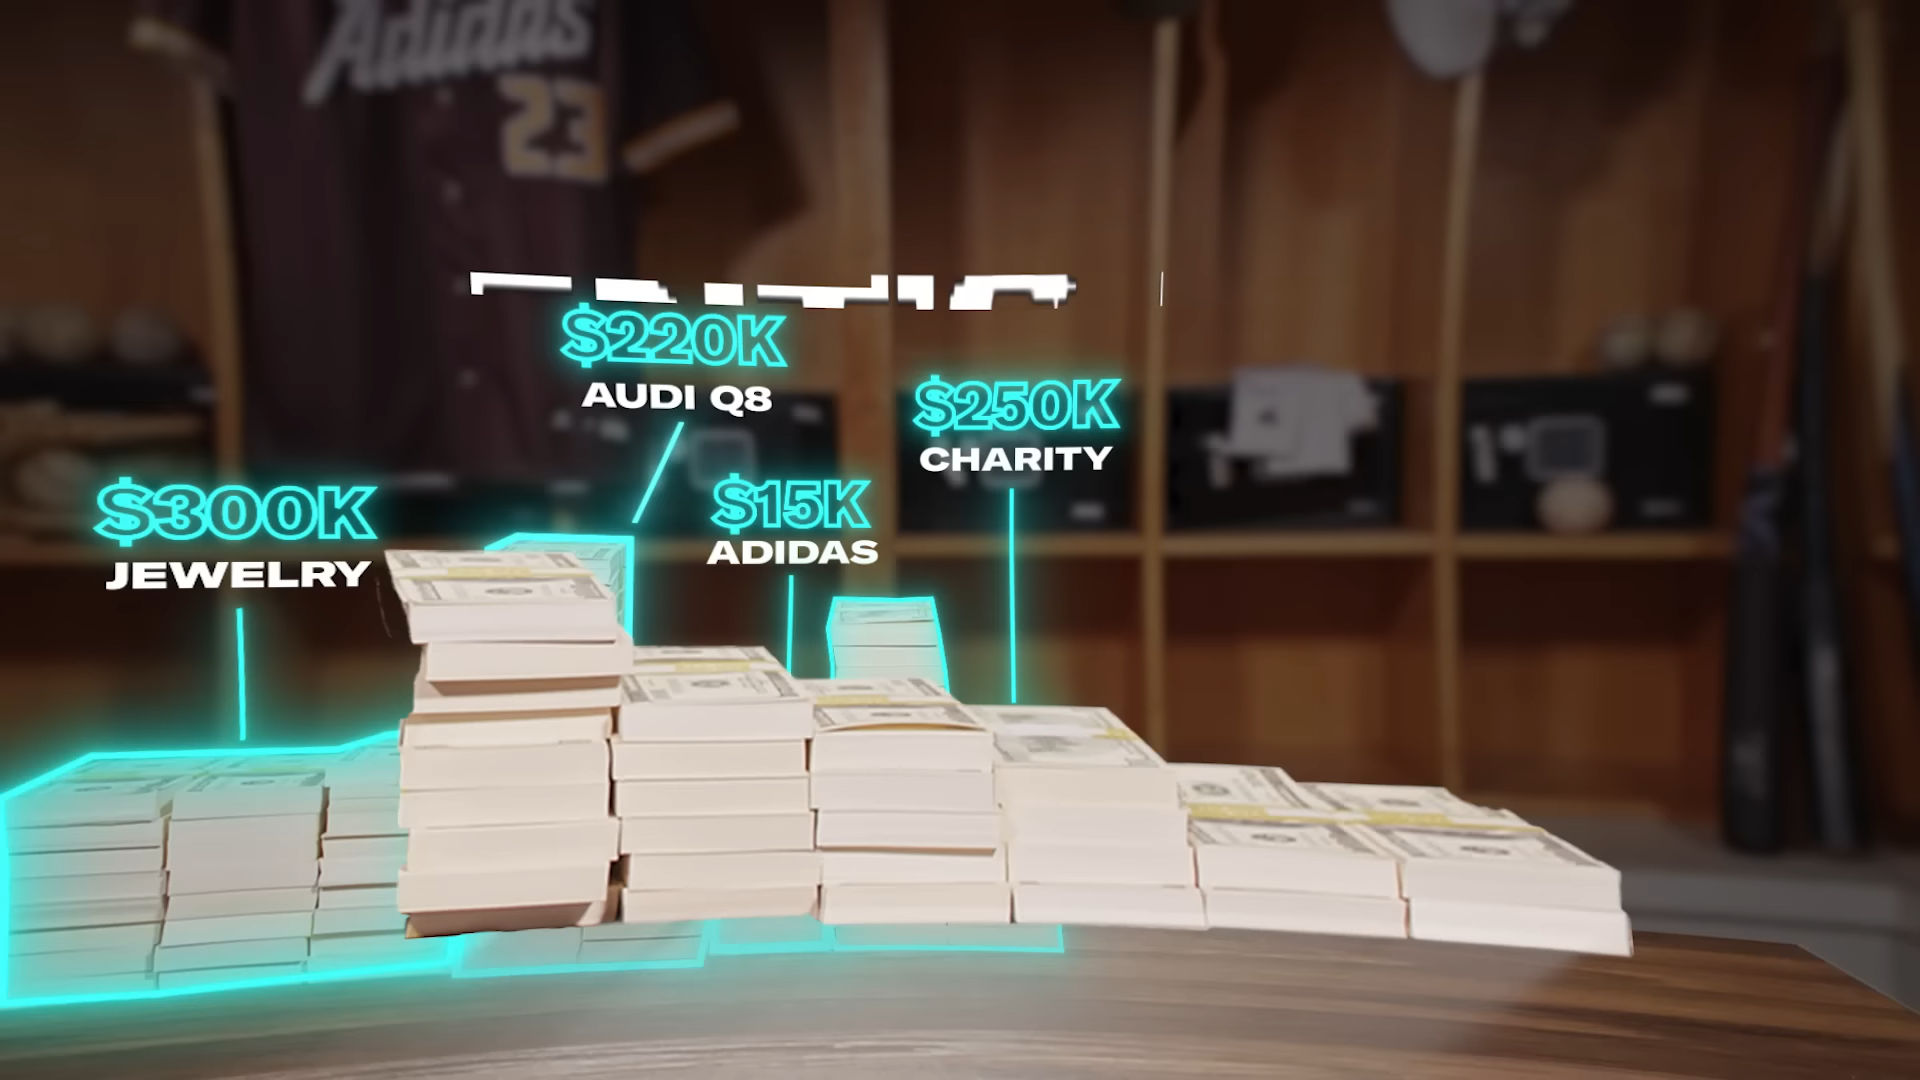 Adidas
23
$220K
AUDI Q8
$250K
CHARITY
$300K
JEWELRY
$15K
ADIDAS